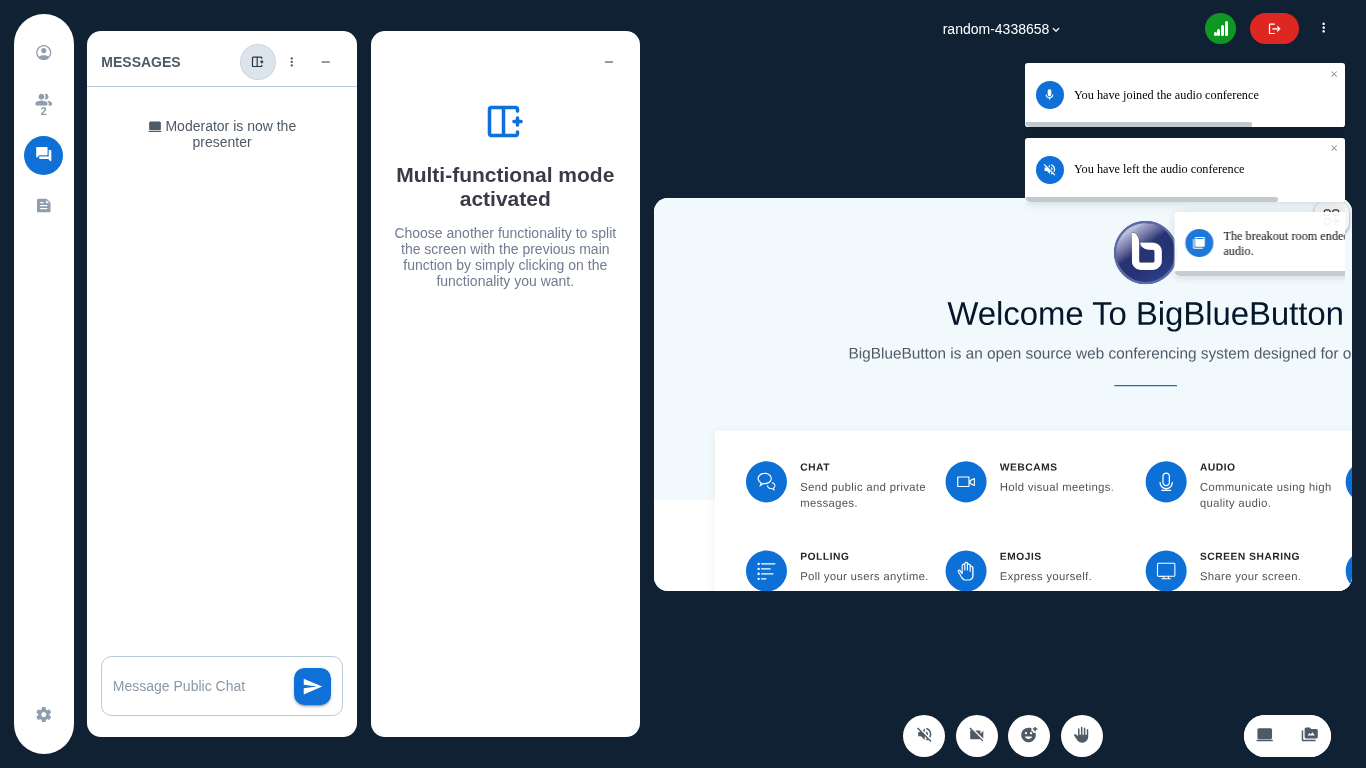 random-4338658
MESSAGES
2
Moderator is now the
presenter
Message Public Chat
Multi-functional mode
activated
Choose another functionality to split
the screen with the previous main
function by simply clicking on the
functionality you want.
You have joined the audio conference
You have left the audio conference
The breakout room ende
audio.
Welcome To BigBlueButton
BigBlueButton is an open source web conferencing system designed for o
CHAT
Send public and private
messages.
WEBCAMS
Hold visual meetings.
AUDIO
Communicate using high
quality audio.
POLLING
Poll your users anytime.
EMOJIS
Express yourself.
SCREEN SHARING
Share your screen.